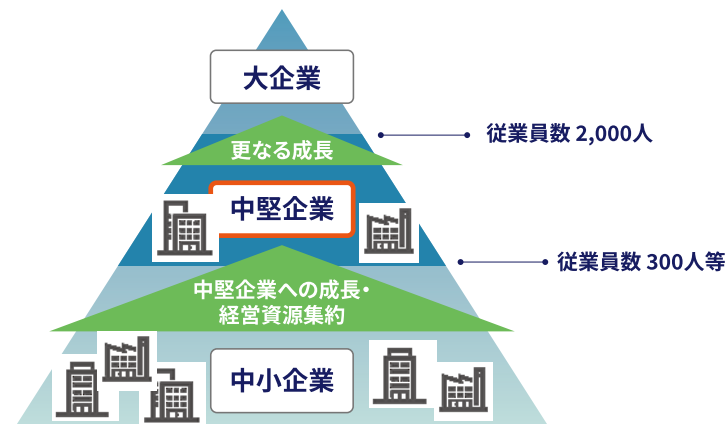 大企業
従業員数 2,000人
更なる成長
中堅企業
従業員数 300人等
中堅企業への成長・
経営資源集約
中小企業